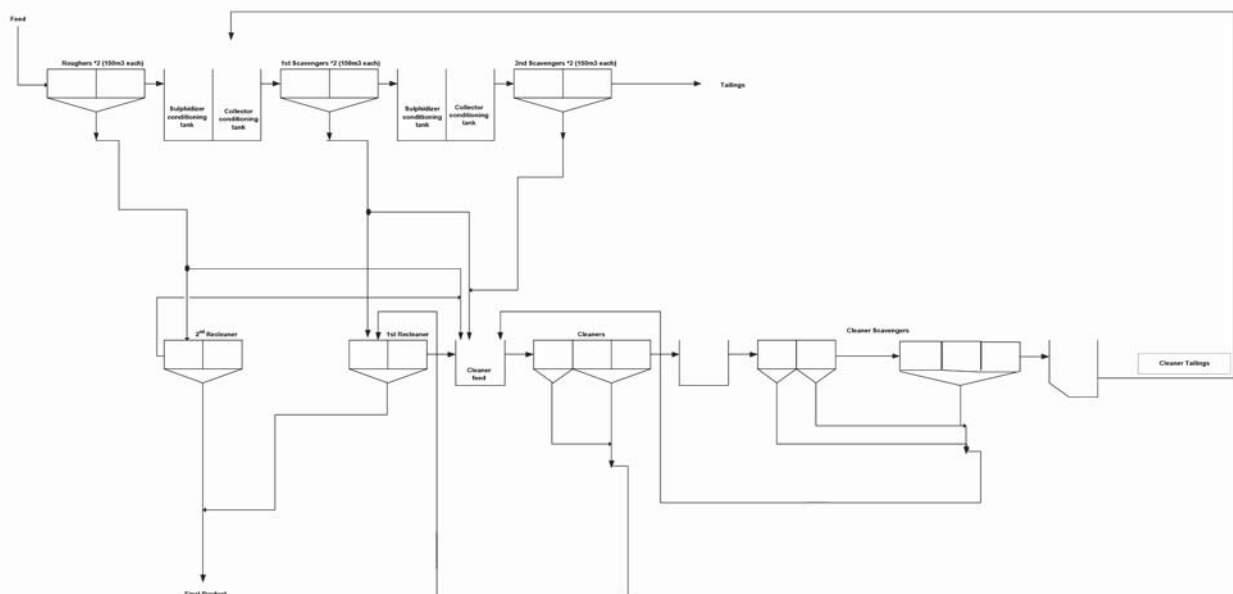 Feed
Roughers *2 (150m3 each)
1st Scavengers *2 (150m3 each)
2nd Scavengers *2 (150m3 each)
Tailings
Sulphidizer
conditioning
tank
Collector
conditioning
tank
Sulphidizer
conditioning
tank
Collector
conditioning
tank
2nd Recleaner
1st Recleaner
Cleaner
feed
Cleaners
Cleaner Scavengers
Cleaner Tailings
Final Product